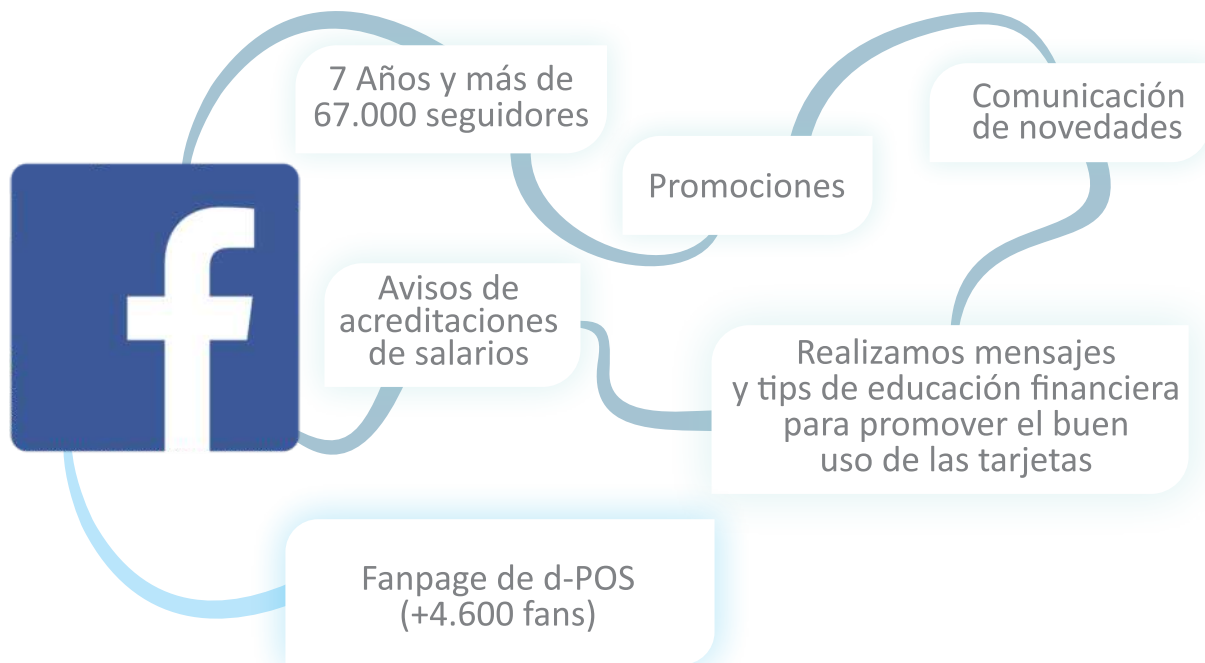 7 Años y más de
67.000 seguidores
Promociones
Comunicación
de novedades
Avisos de
acreditaciones
de salarios
Realizamos mensajes
y tips de educación financiera
para promover el buen
uso de las tarjetas
Fanpage de d-POS
(+4.600 fans)